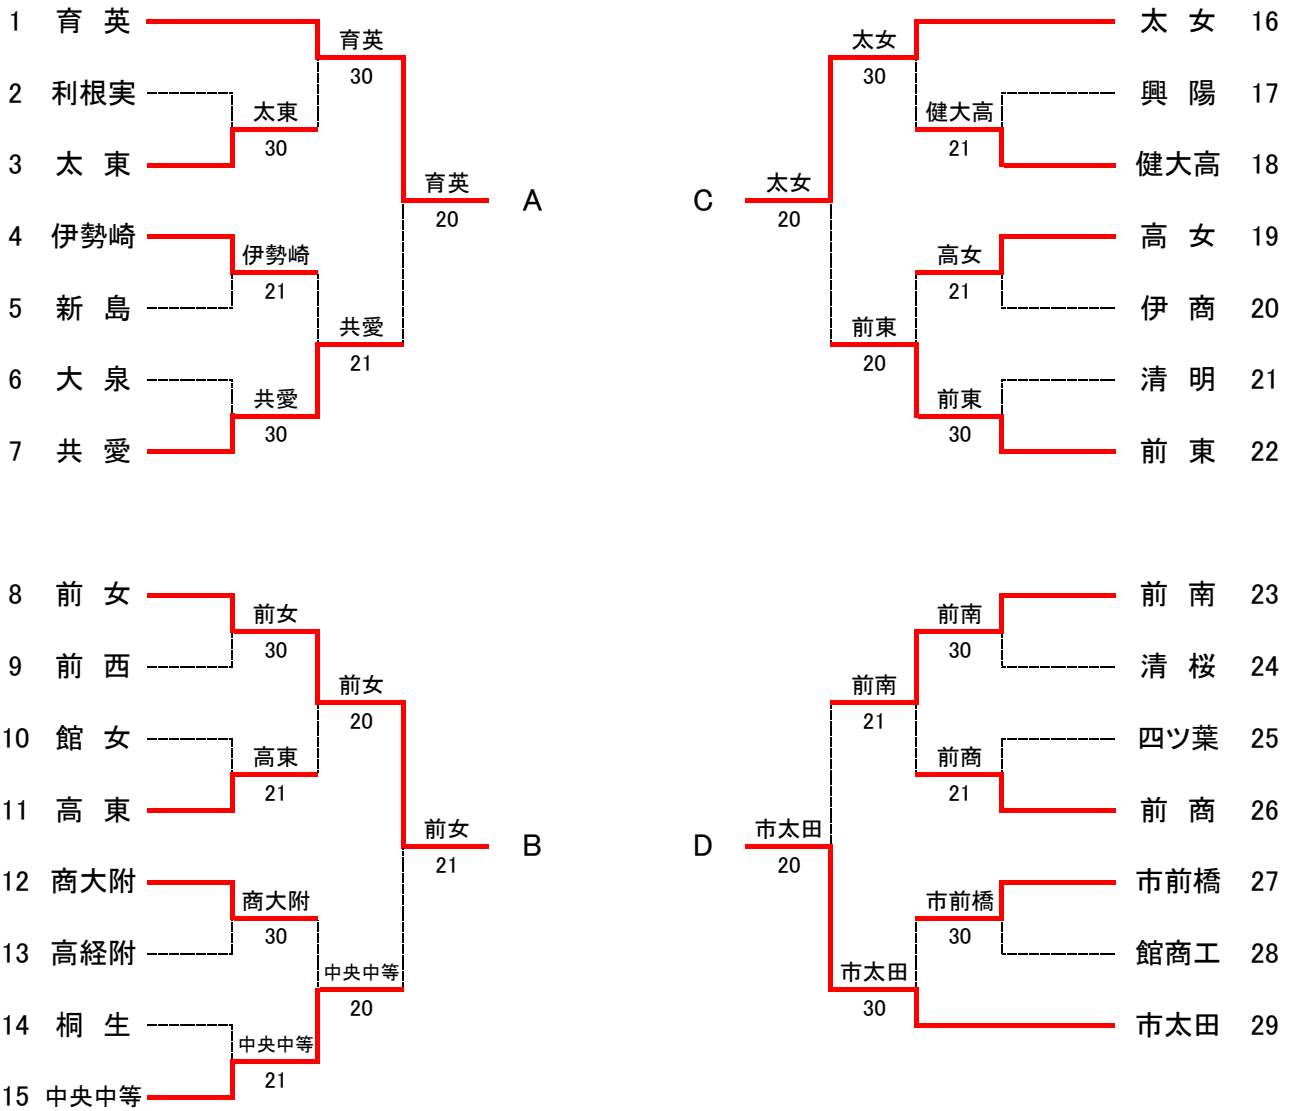 1 育 英
2 利根実
3 太 東
4 伊勢崎
5 新 島
6 大 泉
7 共 愛
育英
30
太東
30
伊勢崎
21
共愛
21
共愛
30
育英
20
A
8 前 女
9 前 西
10 館 女
11 高 東
12 商大附
13 高経附
14 桐 生
15 中央中等
前女
30
前女
20
高東
21
商大附
30
中央中等
20
中央中等
21
前女
21
B
太 女 16
興 陽 17
健大高 18
高 女 19
伊 商 20
清 明 21
前 東 22
太女
30
健大高
21
高女
21
前東
20
前東
30
C
太女
20
前 南 23
清 桜 24
四ツ葉 25
前 商 26
市前橋 27
館商工 28
市太田 29
前南
30
前南
21
前商
21
市前橋
30
市太田
30
D
市太田
20